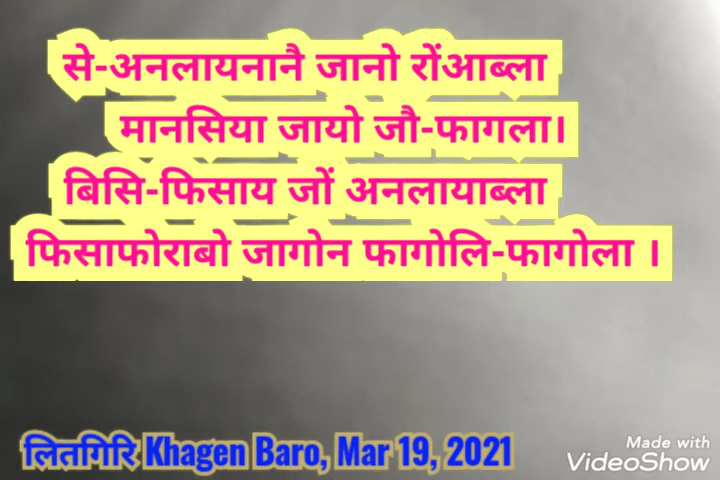 से-अनलायनानै जानो रोंआब्ला
मानसिया जायो जौ-फागला।
बिसि-फिसाय जों अनलायाब्ला
फिसाफोराबो जागोन फागोलि-फागोला ।
लितगिरि Khagen Baro, Mar 19, 2021
Made with
VideoShow